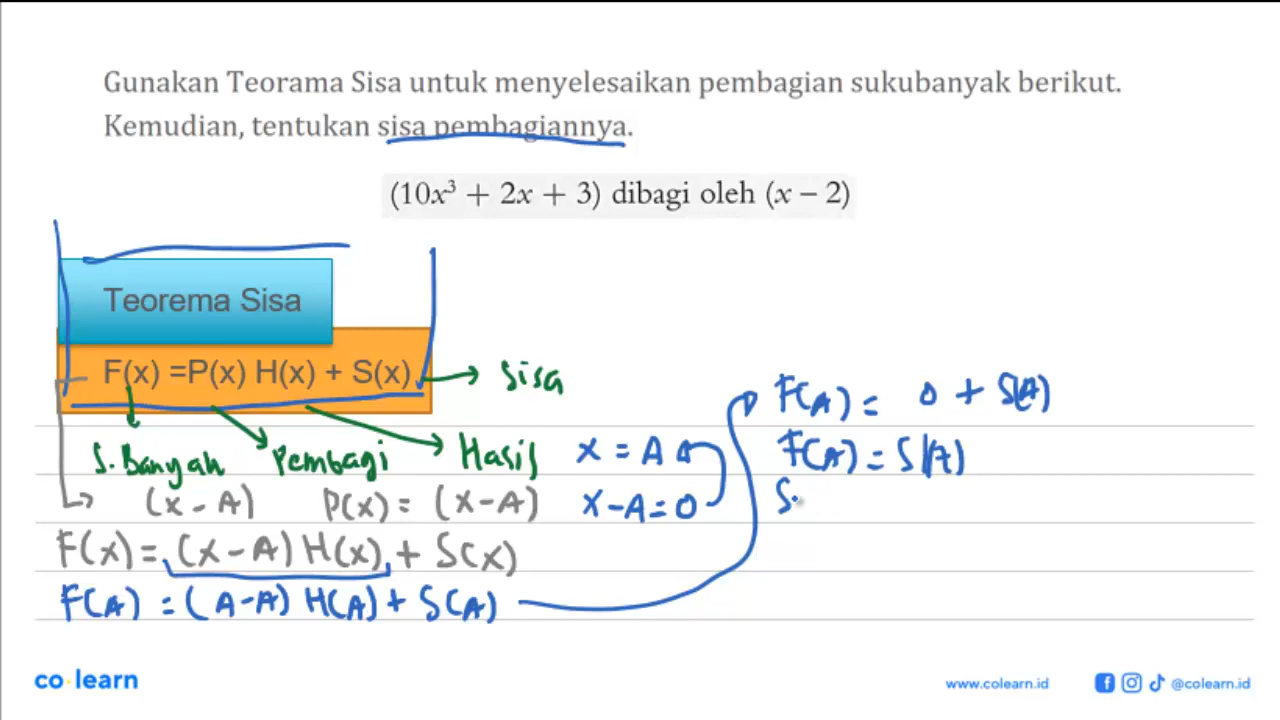 Gunakan Teorama Sisa untuk menyelesaikan pembagian sukubanyak berikut.
Kemudian, tentukan sisa pembagiannya.
(10x³ + 2x + 3) dibagi oleh (x – 2)
Teorema Sisa
F(x) =P(x) H(x) + S(x)
Sisa
S. Banyak
Pembagi
Hasil
(x - A)
P(x) = (x-A)
F(x) = (x-A) H(x) + S(x)
F(A) = (A-A) H(A) + S(A)
x = A
x-A=0
F(A) = 0 + S(A)
F(A) = S(A)
S.
co·learn
www.colearn.id
@colearn.id